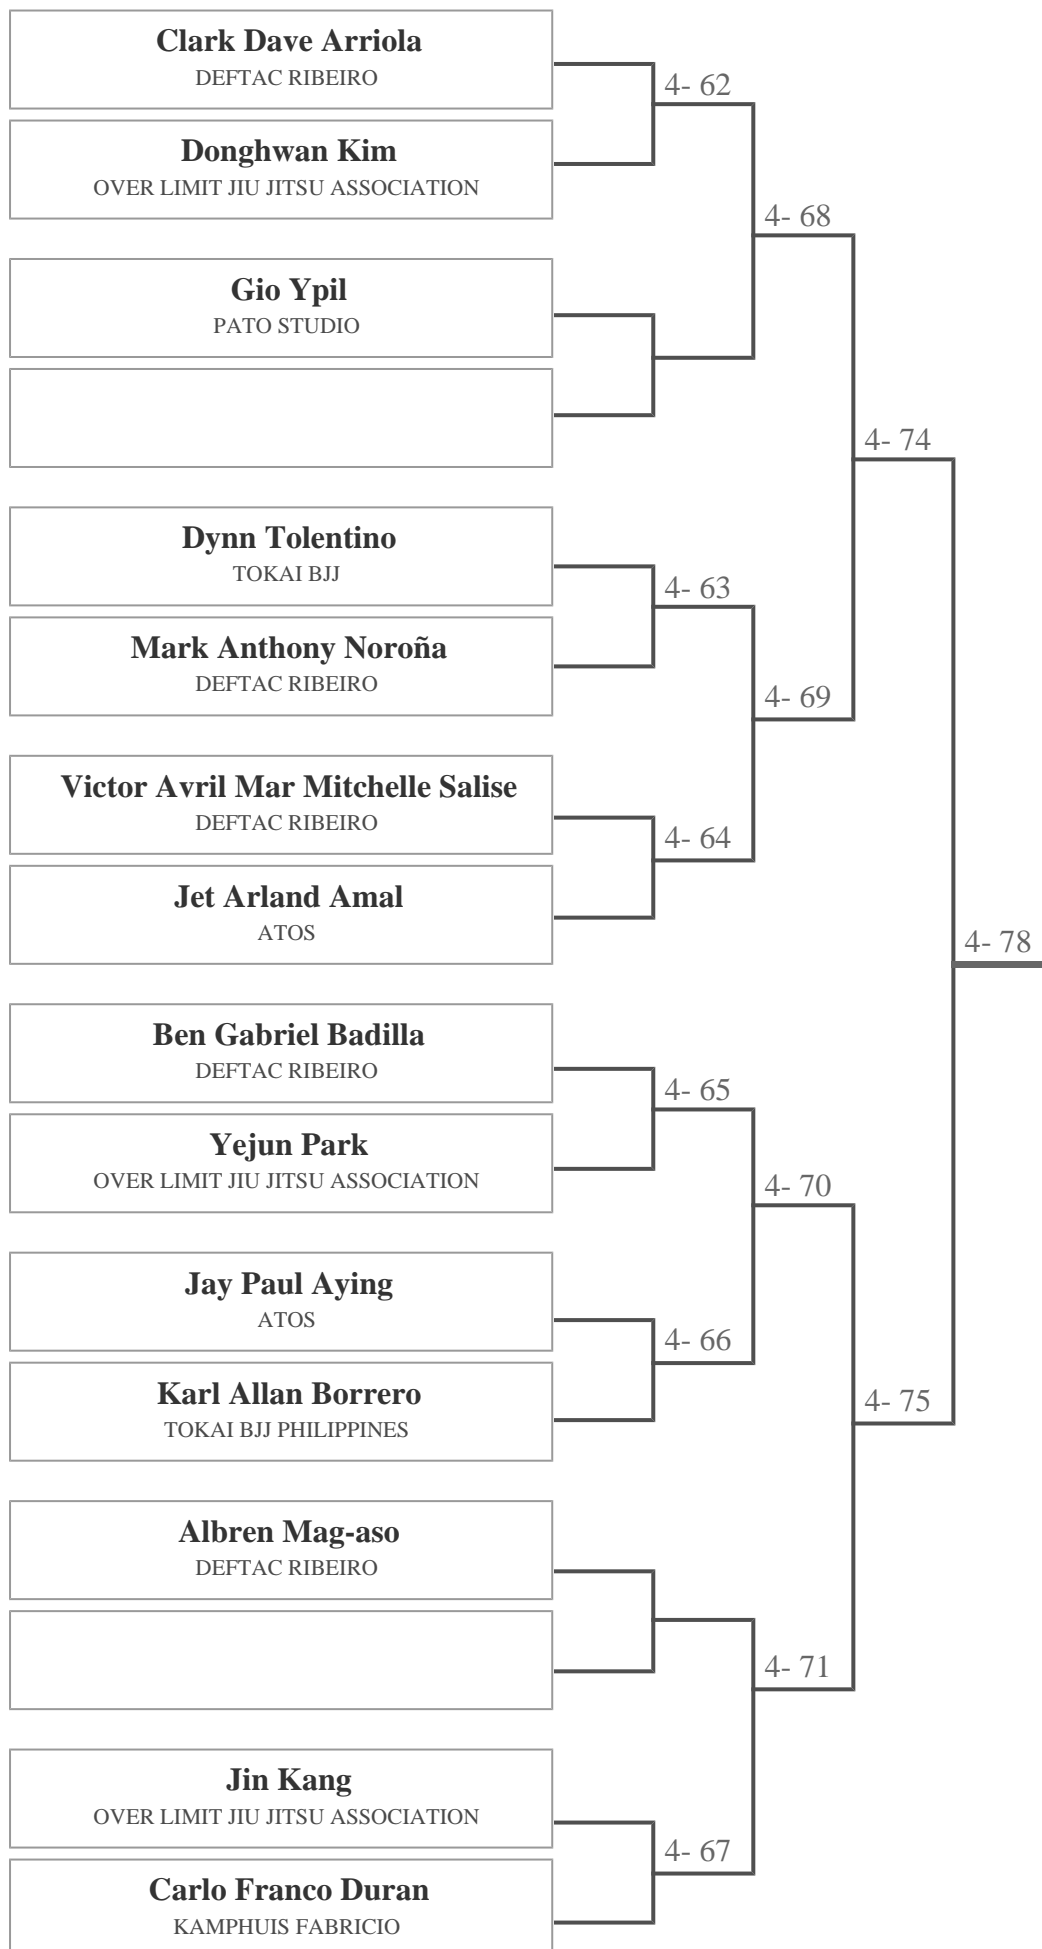 Clark Dave Arriola
DEFTAC RIBEIRO
4- 62
Donghwan Kim
OVER LIMIT JIU JITSU ASSOCIATION
4- 68
Gio Ypil
PATO STUDIO
4- 74
Dynn Tolentino
TOKAI BJJ
4- 63
Mark Anthony Noroña
DEFTAC RIBEIRO
4- 69
Victor Avril Mar Mitchelle Salise
DEFTAC RIBEIRO
4- 64
Jet Arland Amal
ATOS
4- 78
Ben Gabriel Badilla
DEFTAC RIBEIRO
4- 65
Yejun Park
OVER LIMIT JIU JITSU ASSOCIATION
4- 70
Jay Paul Aying
ATOS
4- 66
Karl Allan Borrero
TOKAI BJJ PHILIPPINES
4- 75
Albren Mag-aso
DEFTAC RIBEIRO
4- 71
Jin Kang
OVER LIMIT JIU JITSU ASSOCIATION
4- 67
Carlo Franco Duran
KAMPHUIS FABRICIO